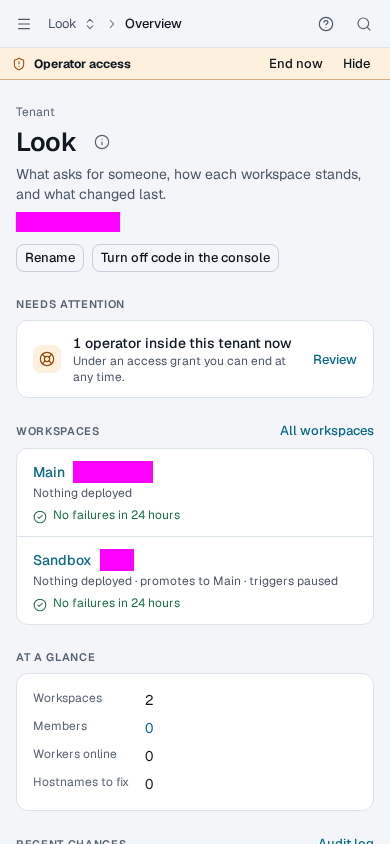 Look
Overview
Operator access
End now
Hide
Tenant
Look
What asks for someone, how each workspace stands,
and what changed last.
Rename
Turn off code in the console
NEEDS ATTENTION
1 operator inside this tenant now
Under an access grant you can end at
any time.
Review
WORKSPACES
All workspaces
Main
Nothing deployed
No failures in 24 hours
Sandbox
Nothing deployed · promotes to Main · triggers paused
No failures in 24 hours
AT A GLANCE
Workspaces 2
Members 0
Workers online 0
Hostnames to fix 0
RECENT CHANGES
Audit log